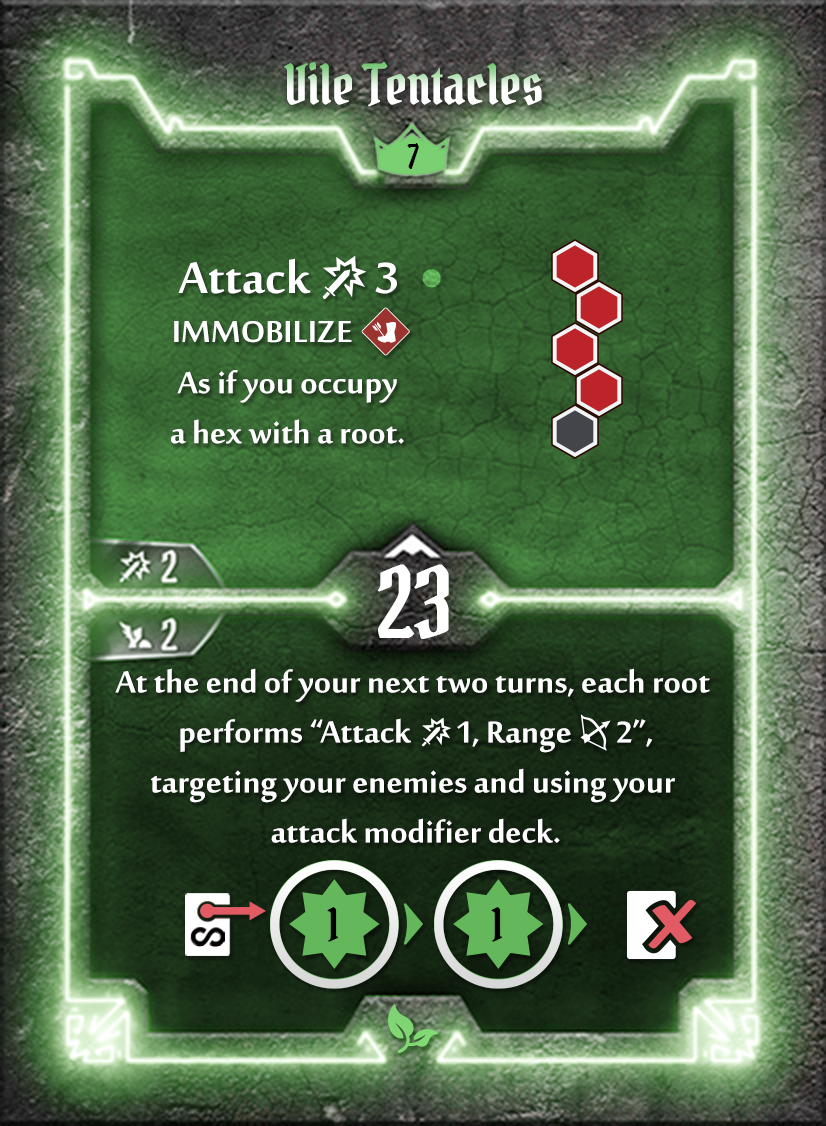 Vile Tentacles
7
Attack 3
IMMOBILIZE
As if you occupy
a hex with a root.
2
23
2
At the end of your next two turns, each root
performs “Attack 1, Range 2”,
targeting your enemies and using your
attack modifier deck.
S 1 1